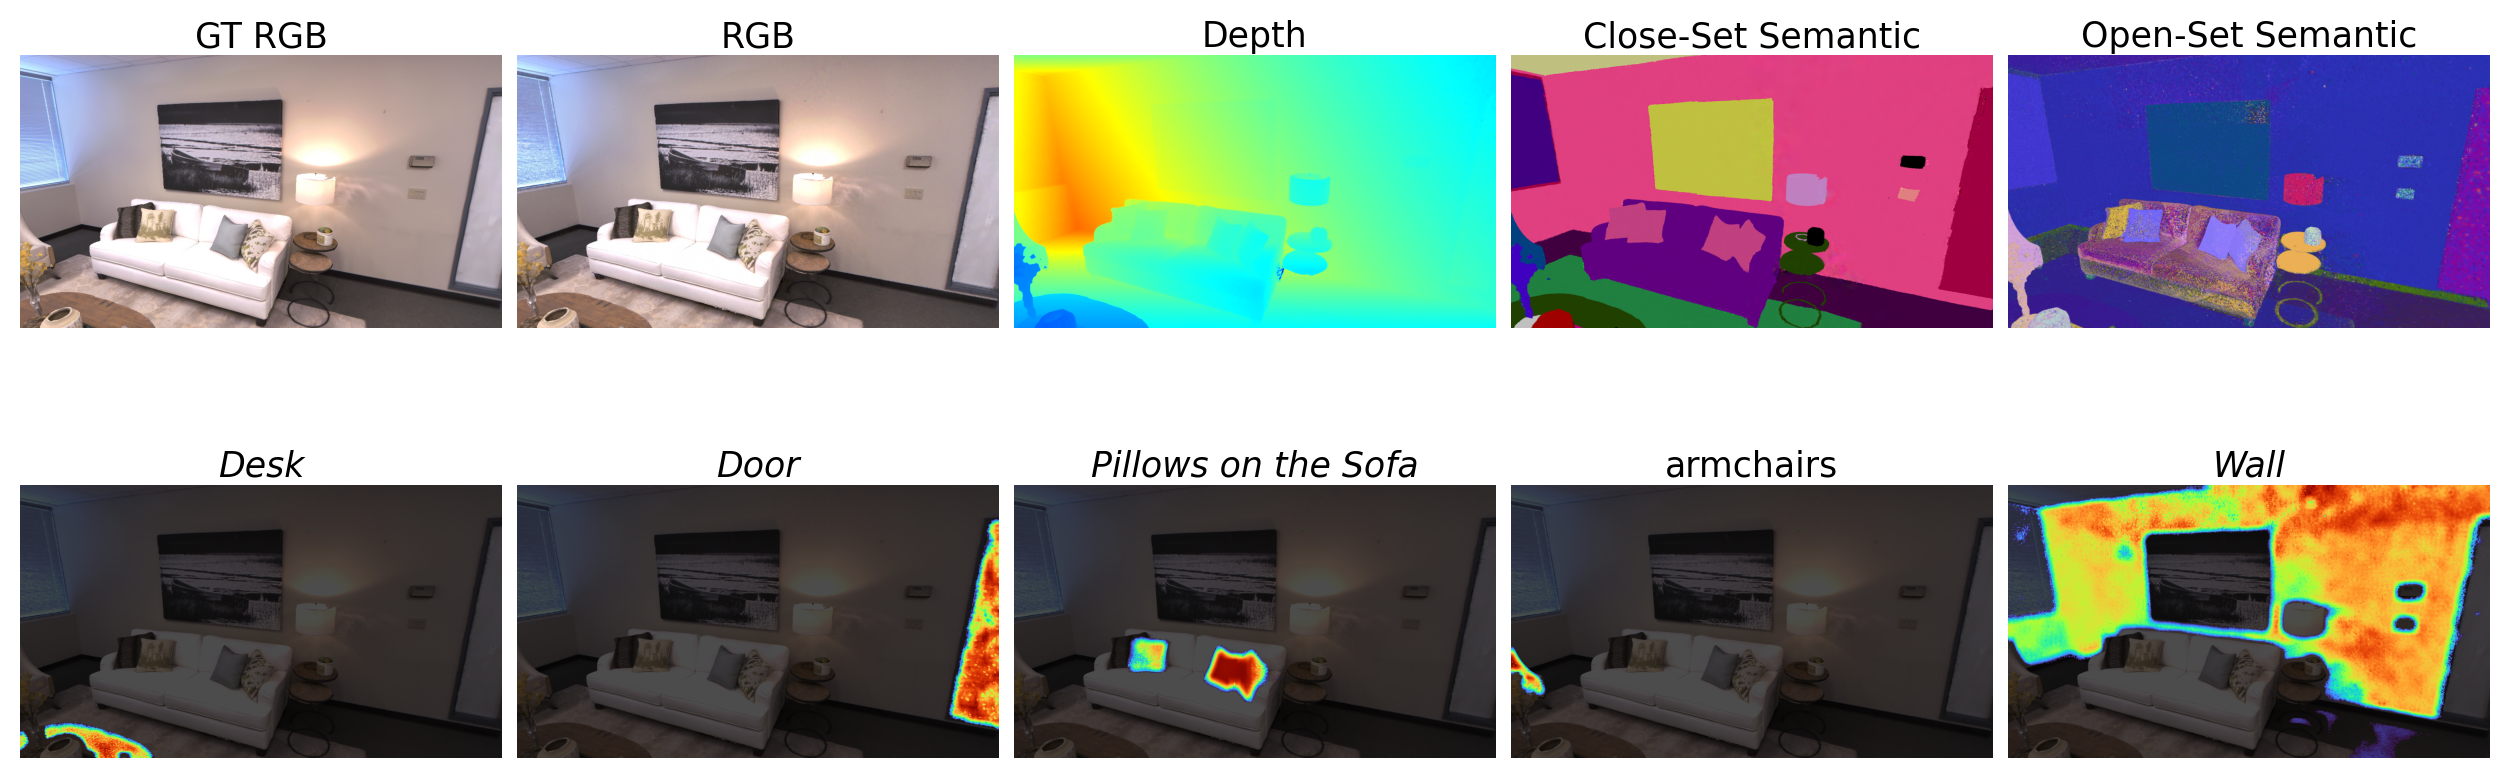 GT RGB
RGB
Depth
Close-Set Semantic
Open-Set Semantic
Desk
Door
Pillows on the Sofa
armchairs
Wall